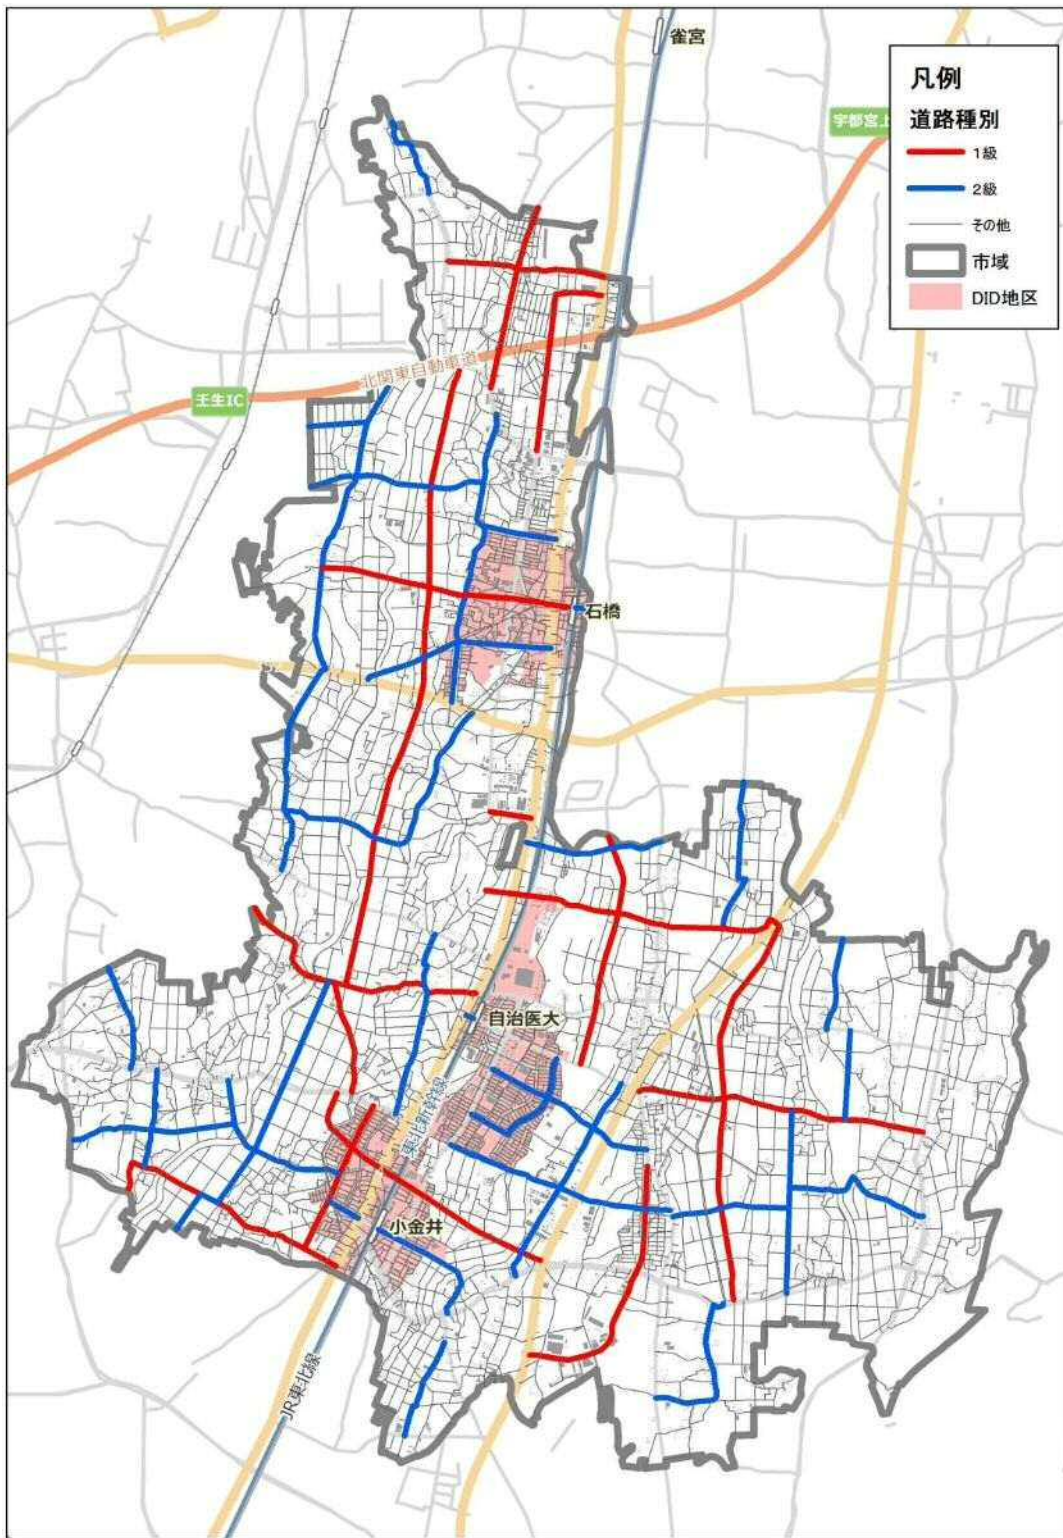 雀宮
凡例
道路種別
1級
2級
その他
市域
DID地区
宇都宮上
北関東自動車道
壬生IC
石橋
自治医大
東北新幹線
小金井
JR東北線